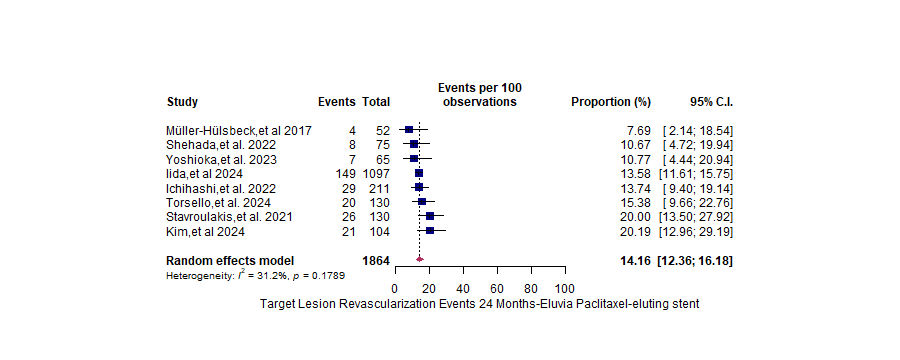 Events per 100
Study Events Total observations Proportion (%) 95% C.I.
Müller-Hülsbeck,et al 2017 4 52 7.69 [ 2.14; 18.54]
Shehada,et al. 2022 8 75 10.67 [ 4.72; 19.94]
Yoshioka,et al. 2023 7 65 10.77 [ 4.44; 20.94]
Iida,et al 2024 149 1097 13.58 [11.61; 15.75]
Ichihashi,et al. 2022 29 211 13.74 [ 9.40; 19.14]
Torsello,et al. 2024 20 130 15.38 [ 9.66; 22.76]
Stavroulakis,et al. 2021 26 130 20.00 [13.50; 27.92]
Kim,et al 2024 21 104 20.19 [12.96; 29.19]
Random effects model 1864 14.16 [12.36; 16.18]
Heterogeneity: I² = 31.2%, p = 0.1789
0 20 40 60 80 100
Target Lesion Revascularization Events 24 Months-Eluvia Paclitaxel-eluting stent